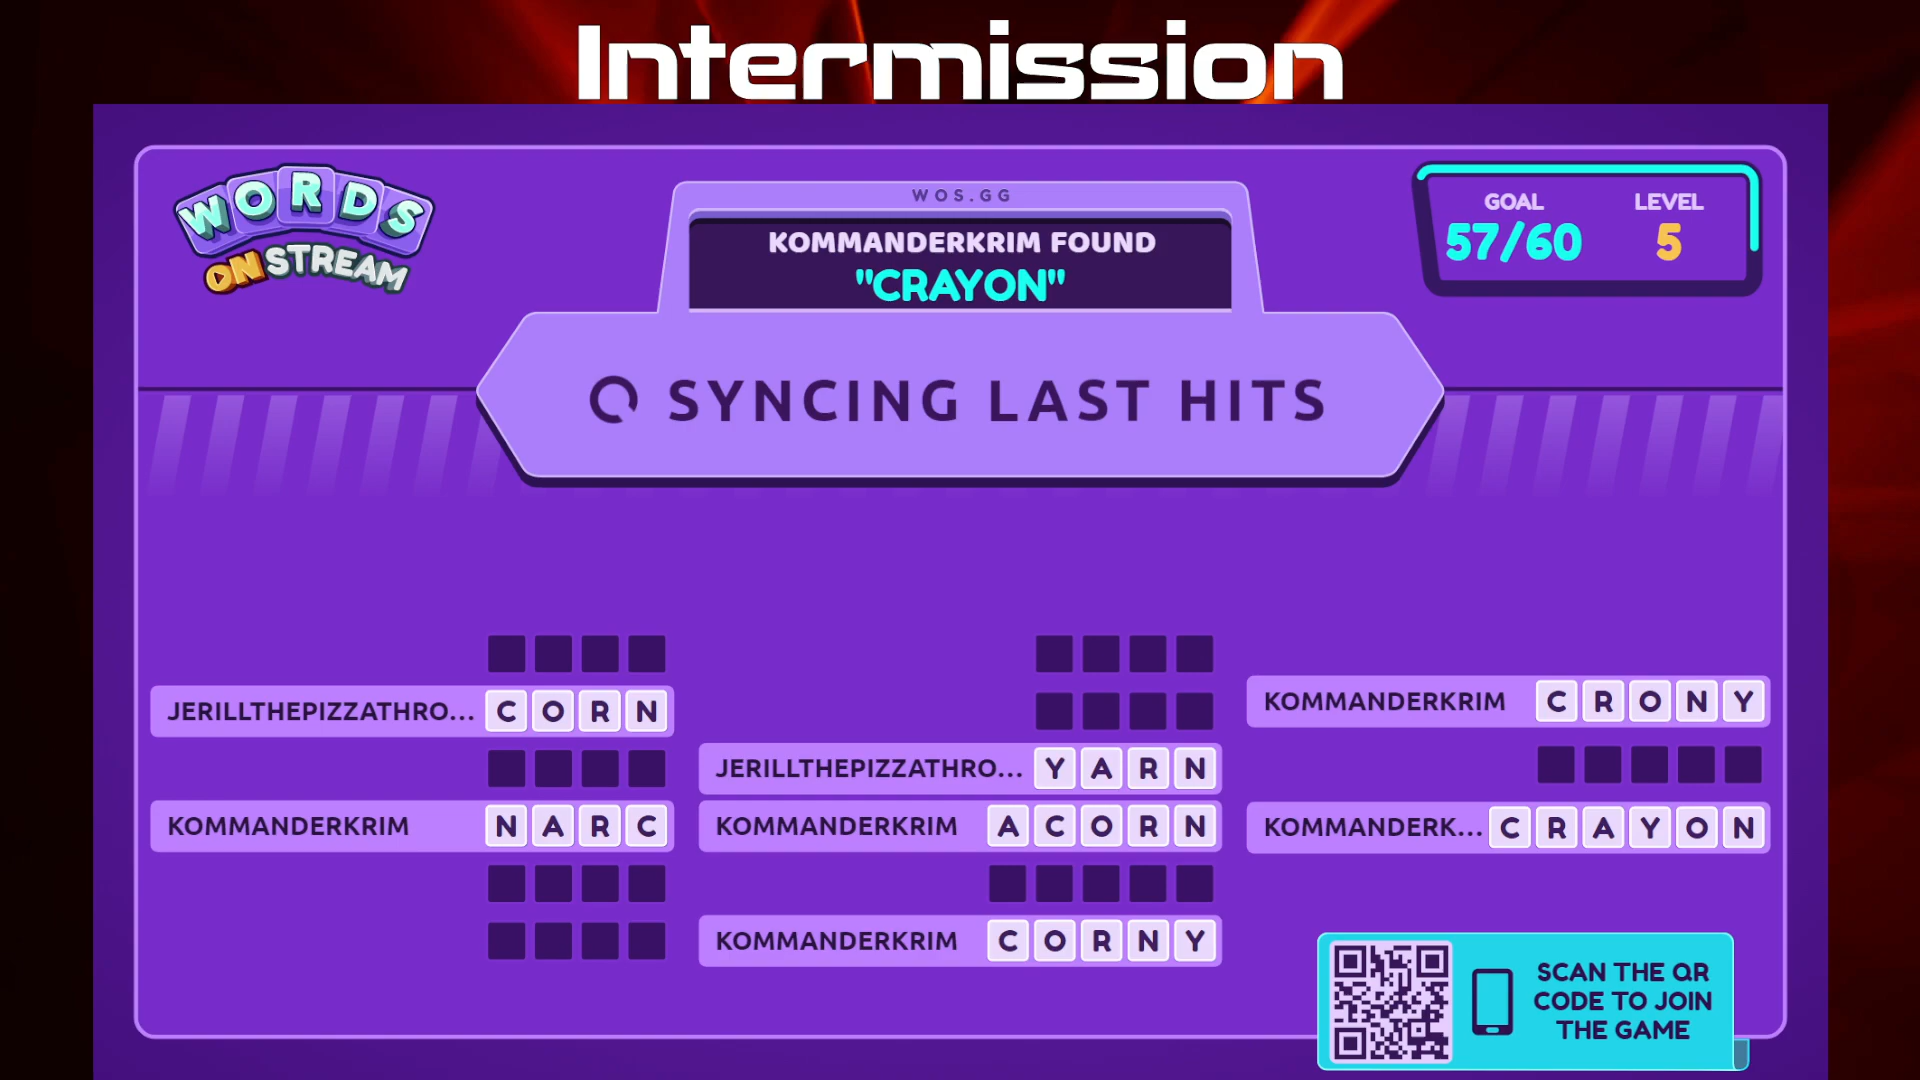 Intermission
WORDS
ON STREAM
WOS.GG
KOMMANDERKRIM FOUND
"CRAYON"
GOAL
57/60
LEVEL
5
SYNCING LAST HITS
JERILLTHEPIZZATHRO... CORN
KOMMANDERKRIM NARC
JERILLTHEPIZZATHRO... YARN
KOMMANDERKRIM ACORN
KOMMANDERKRIM CORNY
KOMMANDERKRIM CRONY
KOMMANDERK... CRAYON
SCAN THE QR
CODE TO JOIN
THE GAME